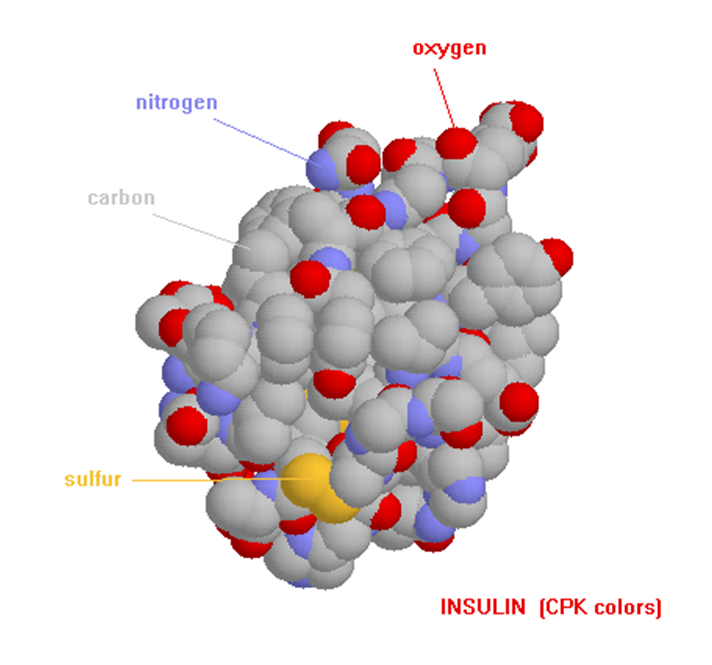 oxygen
nitrogen
carbon
sulfur
INSULIN (CPK colors)